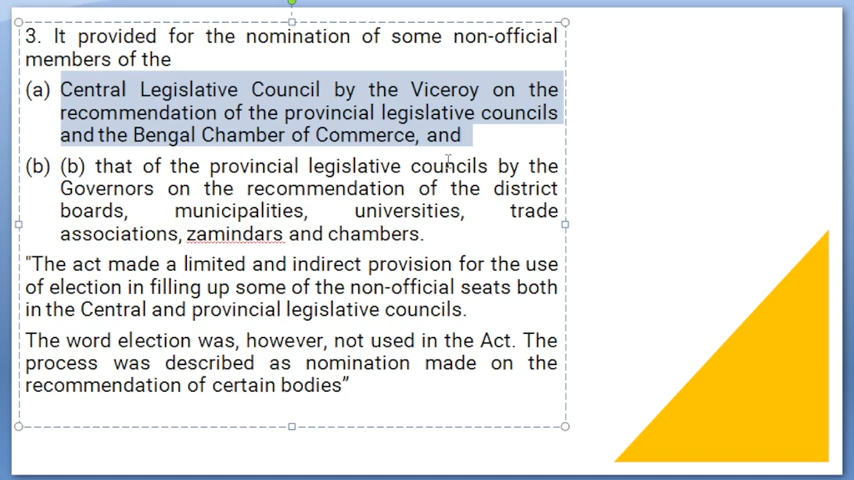 3. It provided for the nomination of some non-official
members of the
(a) Central Legislative Council by the Viceroy on the
recommendation of the provincial legislative councils
and the Bengal Chamber of Commerce, and
(b) (b) that of the provincial legislative councils by the
Governors on the recommendation of the district
boards, municipalities, universities, trade
associations, zamindars and chambers.
"The act made a limited and indirect provision for the use
of election in filling up some of the non-official seats both
in the Central and provincial legislative councils.
The word election was, however, not used in the Act. The
process was described as nomination made on the
recommendation of certain bodies”